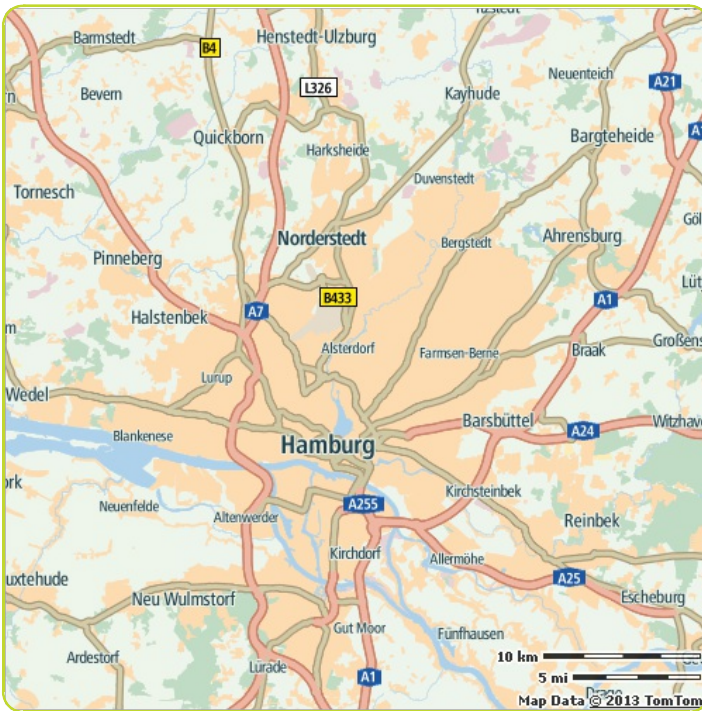 Barmstedt
B4
Henstedt-Ulzburg
L326
Bevern
Quickborn
Kayhude
Neuenteich
A21
Bargteheide
Harksheide
Duvenstedt
Tornesch
Norderstedt
Bergstedt
Ahrensburg
Pinneberg
B433
A7
A1
Halstenbek
Alsterdorf
Farmsen-Berne
Braak
Lurup
Wedel
Barsbüttel
A24
Blankenese
Hamburg
Kirchsteinbek
Neuenfelde
Altenwerder
A255
Reinbek
Kirchdorf
Allermöhe
A25
Neu Wulmstorf
Escheburg
Gut Moor
Fünfhausen
Ardestorf
Lürade
A1
10 km
5 mi
Map Data © 2013 TomTom